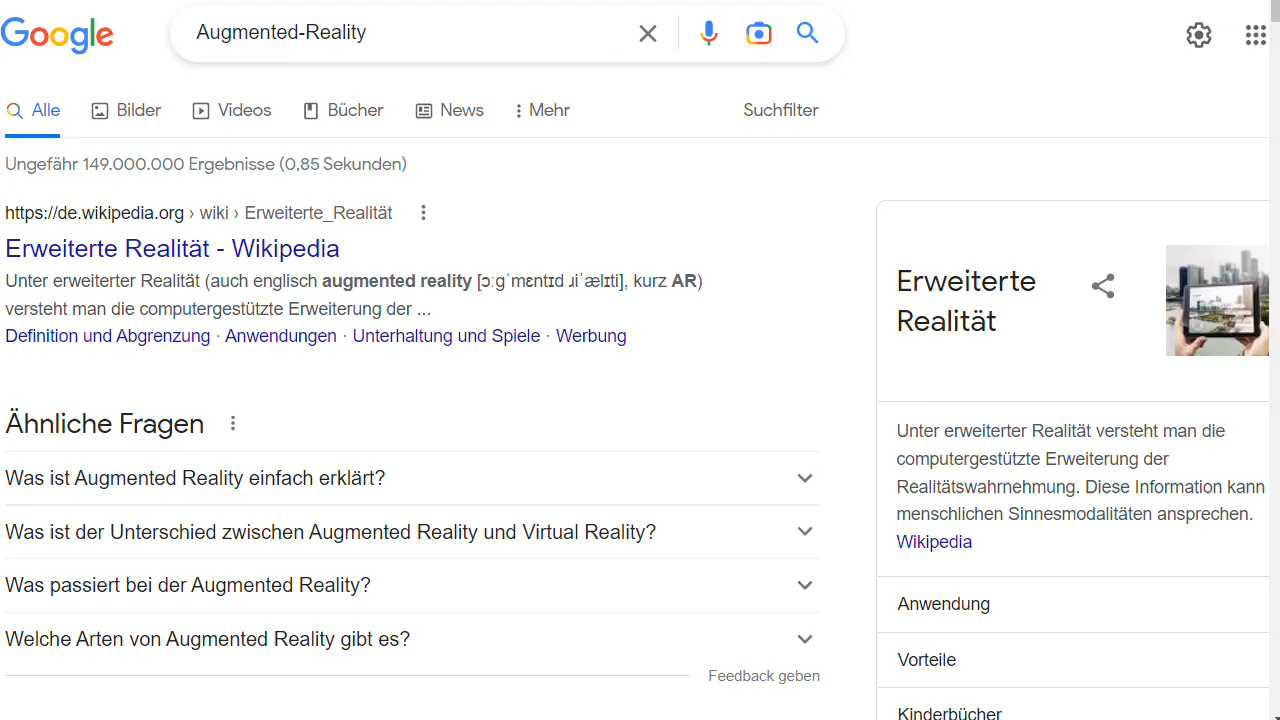 Google
Augmented-Reality
Alle
Bilder
Videos
Bücher
News
Mehr
Suchfilter
Ungefähr 149.000.000 Ergebnisse (0,85 Sekunden)
https://de.wikipedia.org › wiki › Erweiterte_Realität
Erweiterte Realität - Wikipedia
Unter erweiterter Realität (auch englisch augmented reality [ɔːɡˈmɛntɪd ɹiˈælɪti], kurz AR)
versteht man die computergestützte Erweiterung der ...
Definition und Abgrenzung · Anwendungen · Unterhaltung und Spiele · Werbung
Ähnliche Fragen
Was ist Augmented Reality einfach erklärt?
Was ist der Unterschied zwischen Augmented Reality und Virtual Reality?
Was passiert bei der Augmented Reality?
Welche Arten von Augmented Reality gibt es?
Feedback geben
Erweiterte
Realität
Unter erweiterter Realität versteht man die
computergestützte Erweiterung der
Realitätswahrnehmung. Diese Information kann
menschlichen Sinnesmodalitäten ansprechen.
Wikipedia
Anwendung
Vorteile
Kinderbücher